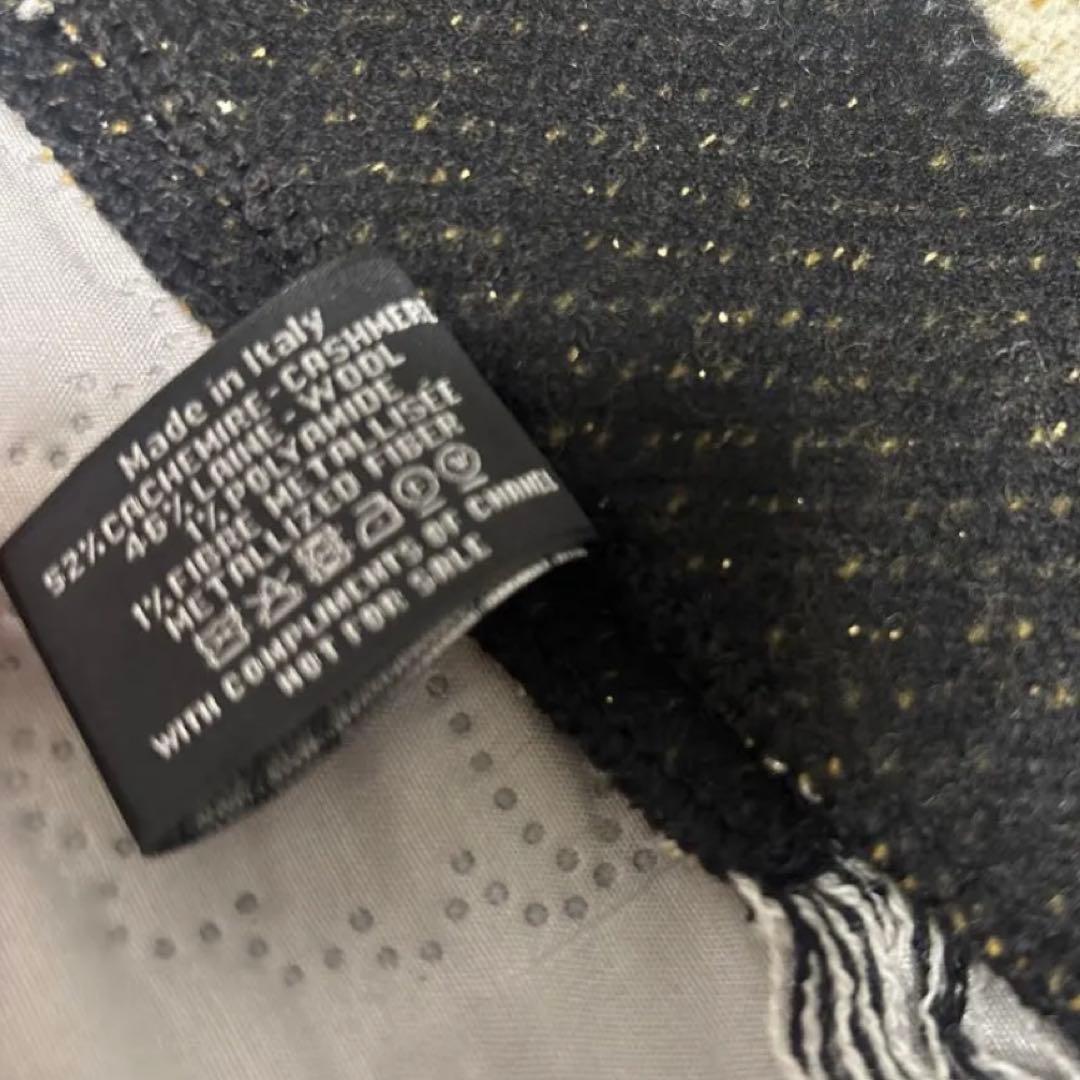 Made in Italy
52% CACHEMIRE - CASHMERE
46% LAINE - WOOL
1% POLYAMIDE
1% FIBRE METALLISÉE
METALLIZED FIBER
WITH COMPLIMENTS OF CHANEL
NOT FOR SALE